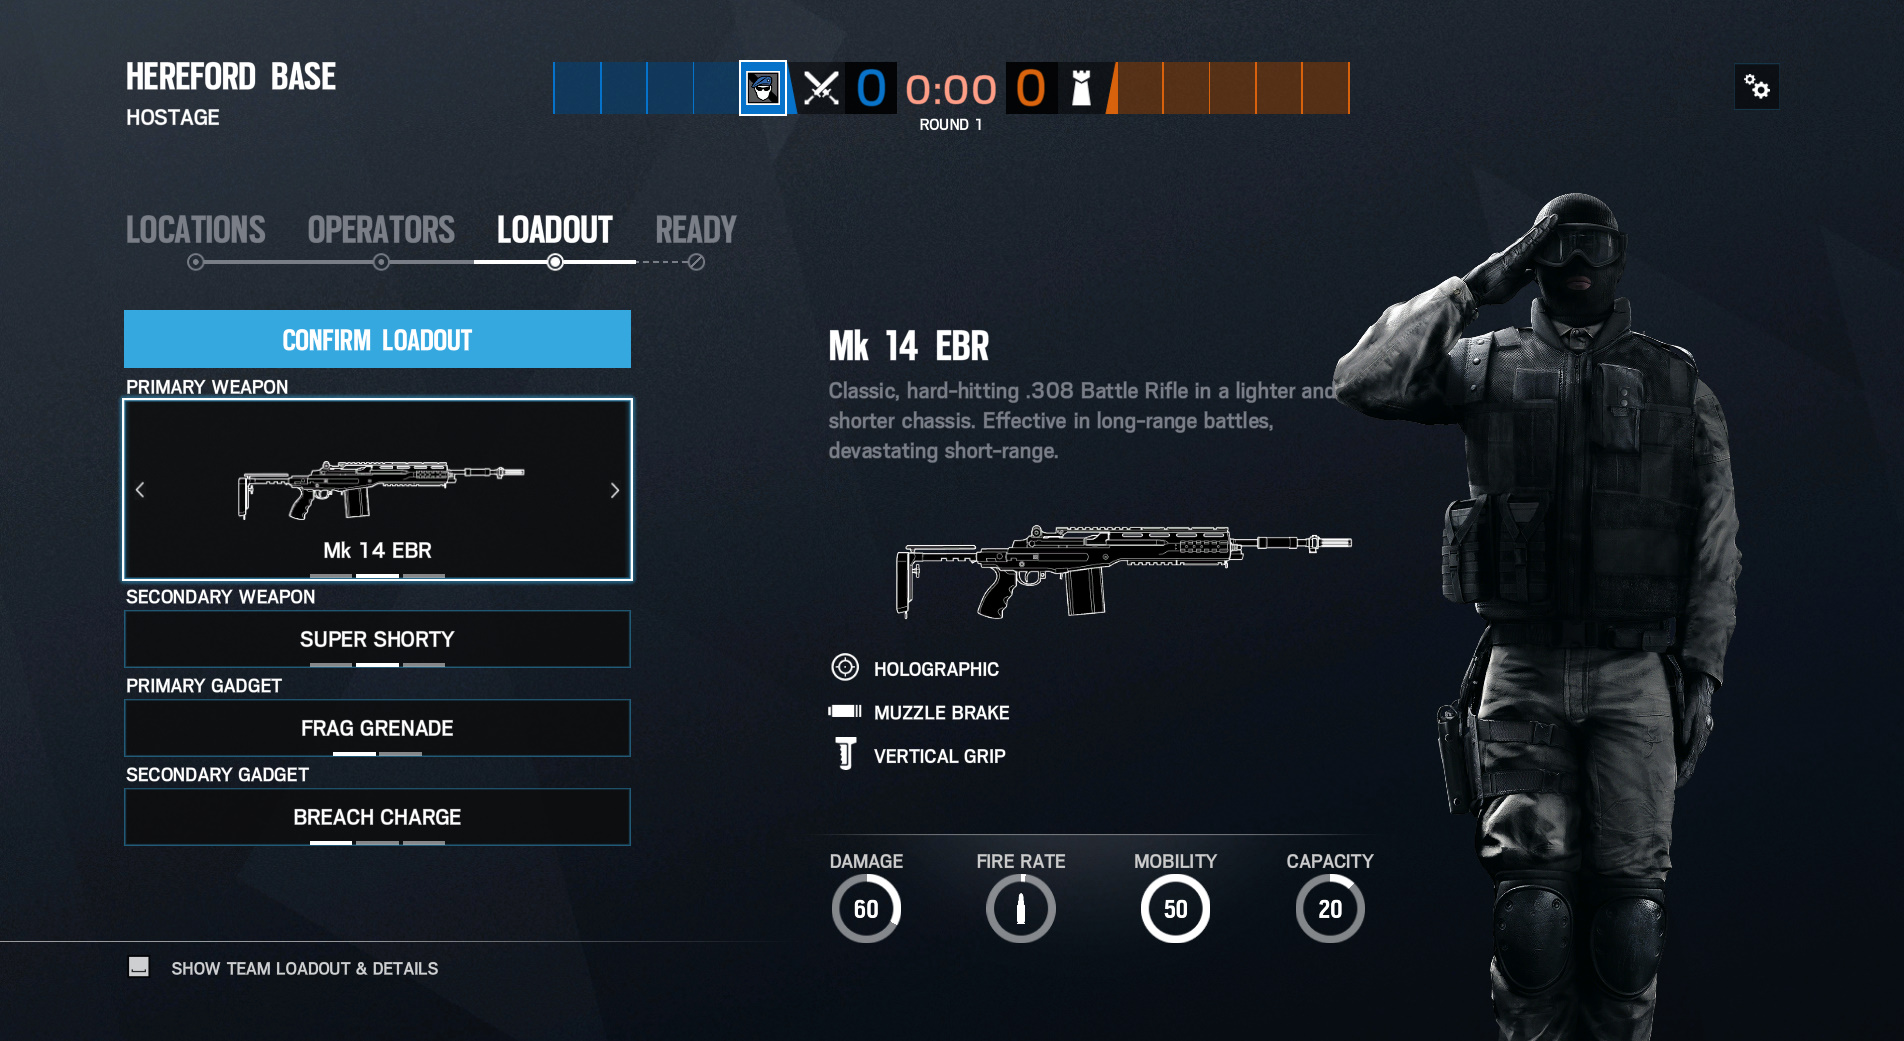 HEREFORD BASE
HOSTAGE
0 0:00 0
ROUND 1
LOCATIONS OPERATORS LOADOUT READY
CONFIRM LOADOUT
PRIMARY WEAPON
Mk 14 EBR
SECONDARY WEAPON
SUPER SHORTY
PRIMARY GADGET
FRAG GRENADE
SECONDARY GADGET
BREACH CHARGE
SHOW TEAM LOADOUT & DETAILS
Mk 14 EBR
Classic, hard-hitting .308 Battle Rifle in a lighter and
shorter chassis. Effective in long-range battles,
devastating short-range.
HOLOGRAPHIC
MUZZLE BRAKE
VERTICAL GRIP
DAMAGE FIRE RATE MOBILITY CAPACITY
60 50 20